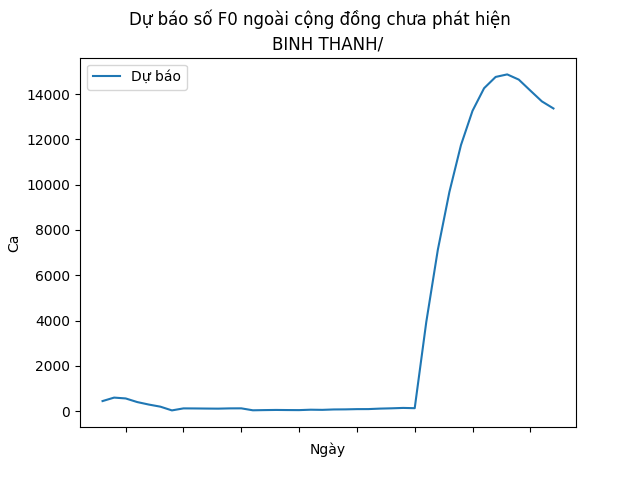 Dự báo số F0 ngoài cộng đồng chưa phát hiện
BINH THANH/
Dự báo
14000
12000
10000
8000
6000
4000
2000
0
Ca
Ngày